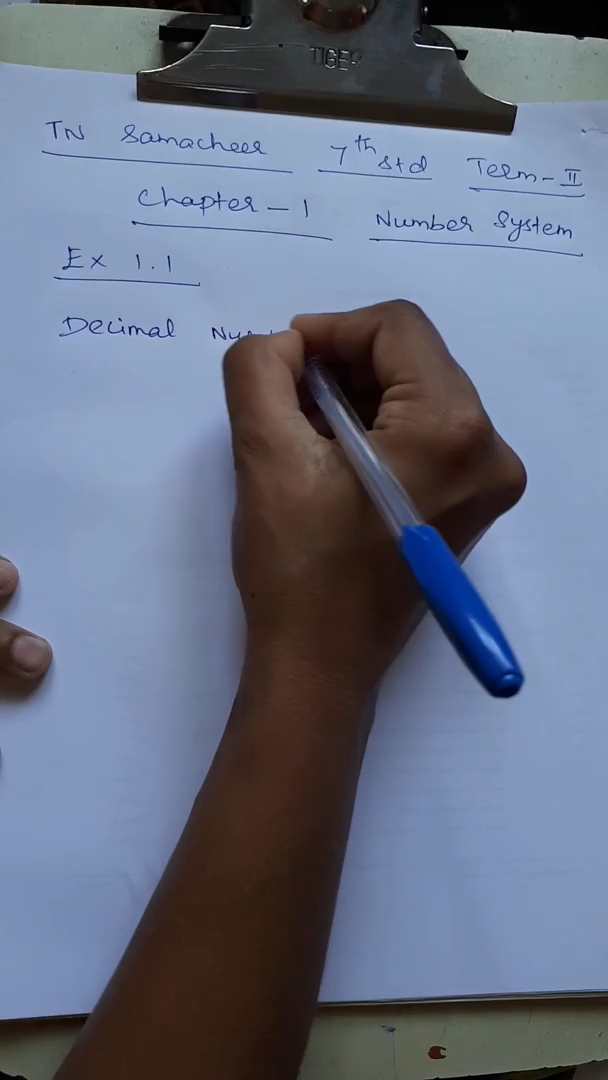 TIGER
TN Samacheer 7th Std Term - II
Chapter - 1 Number System
Ex 1.1
Decimal